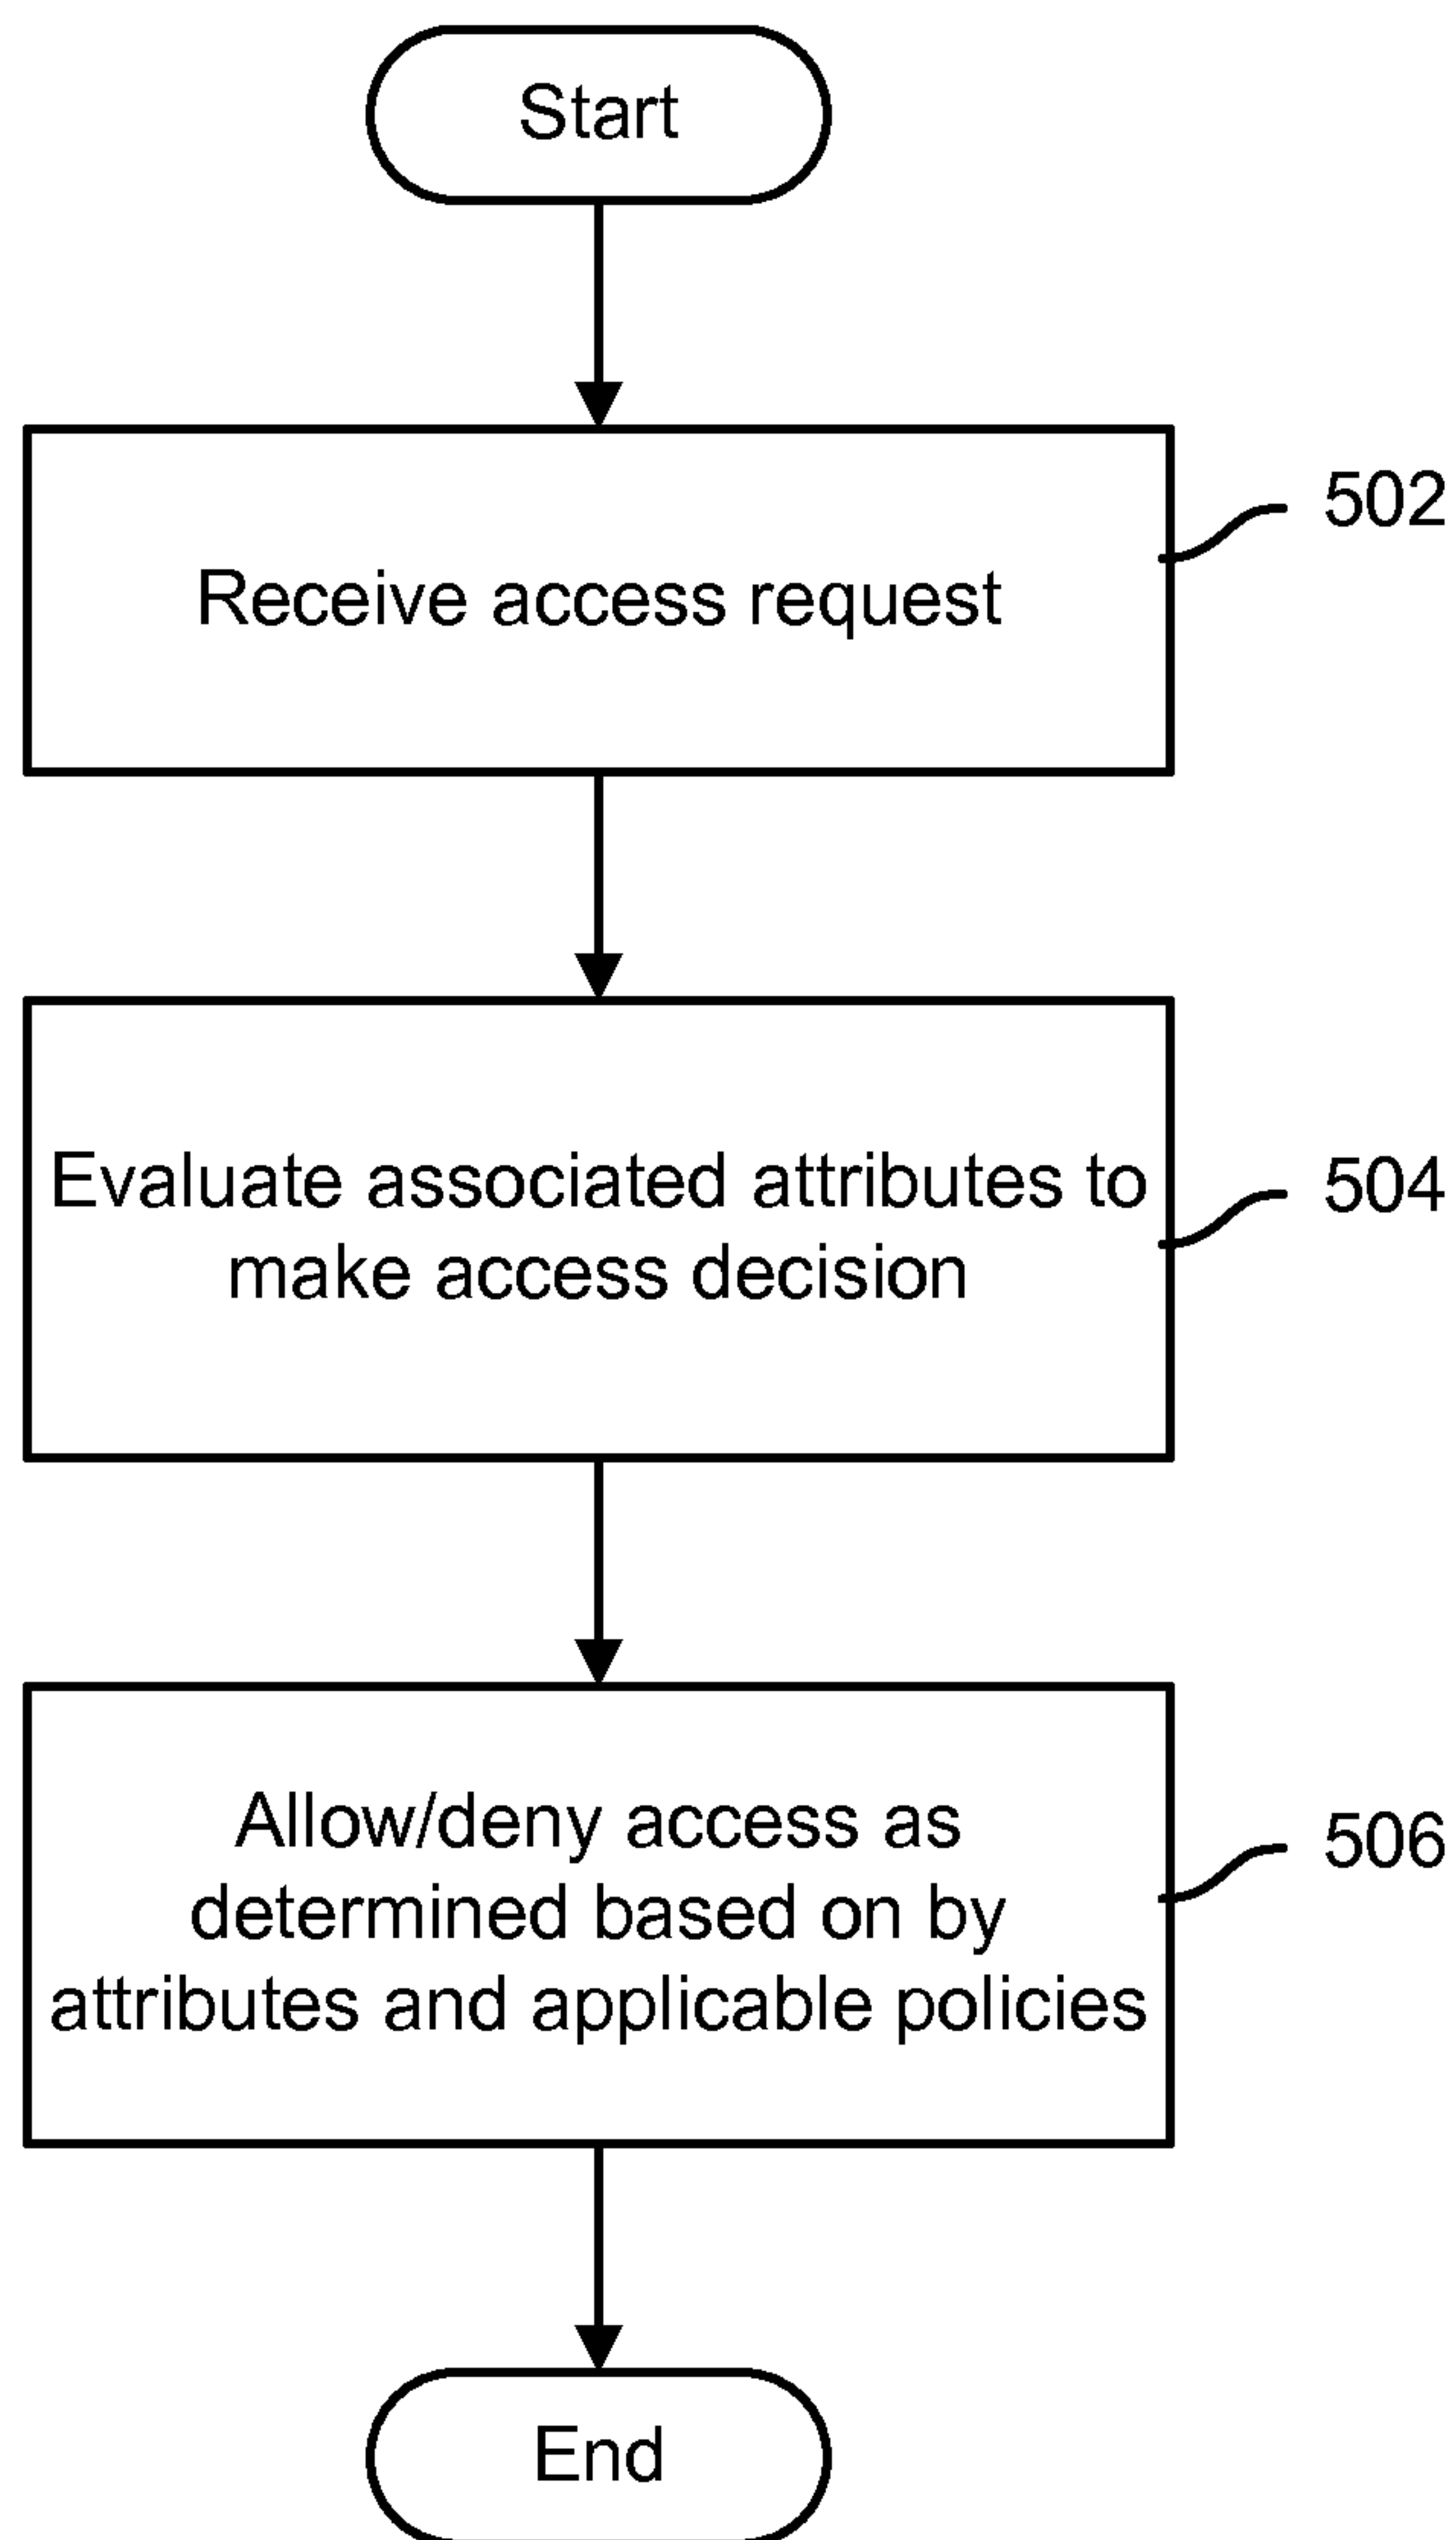 Start
Receive access request
502
Evaluate associated attributes to
make access decision
504
Allow/deny access as
determined based on by
attributes and applicable policies
506
End